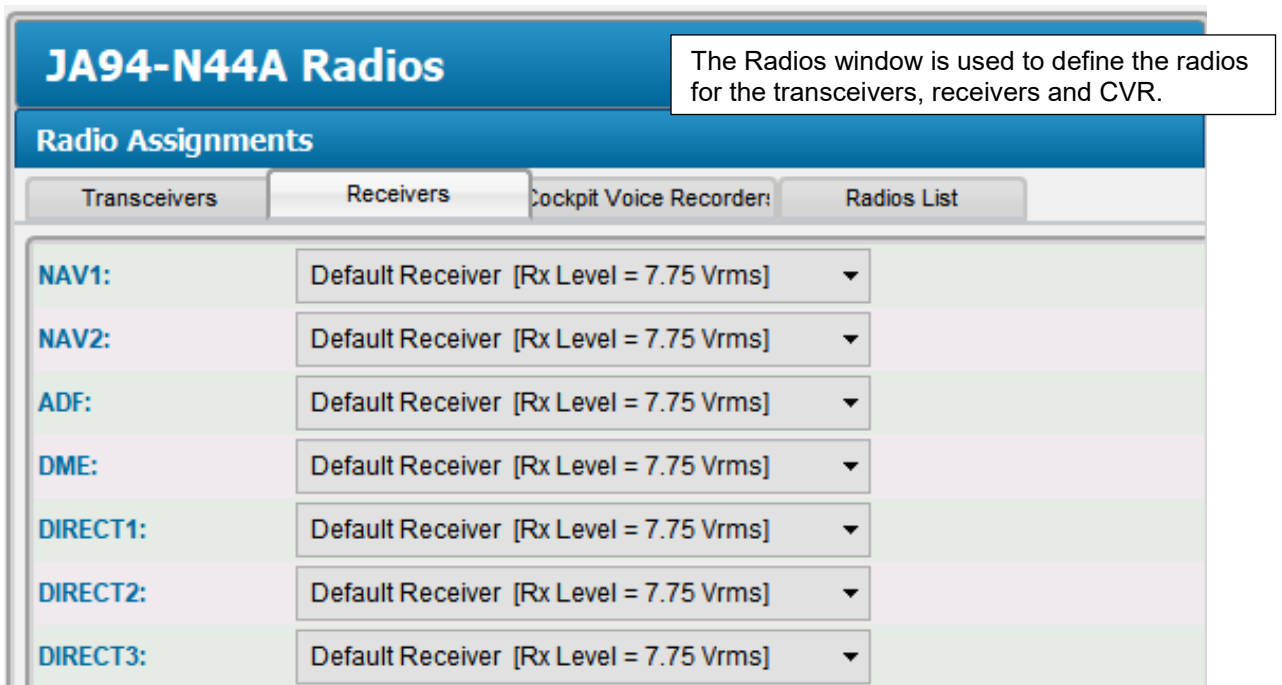 JA94-N44A Radios
The Radios window is used to define the radios
for the transceivers, receivers and CVR.
Radio Assignments
Transceivers Receivers Cockpit Voice Recorders Radios List
NAV1: Default Receiver [Rx Level = 7.75 Vrms]
NAV2: Default Receiver [Rx Level = 7.75 Vrms]
ADF: Default Receiver [Rx Level = 7.75 Vrms]
DME: Default Receiver [Rx Level = 7.75 Vrms]
DIRECT1: Default Receiver [Rx Level = 7.75 Vrms]
DIRECT2: Default Receiver [Rx Level = 7.75 Vrms]
DIRECT3: Default Receiver [Rx Level = 7.75 Vrms]